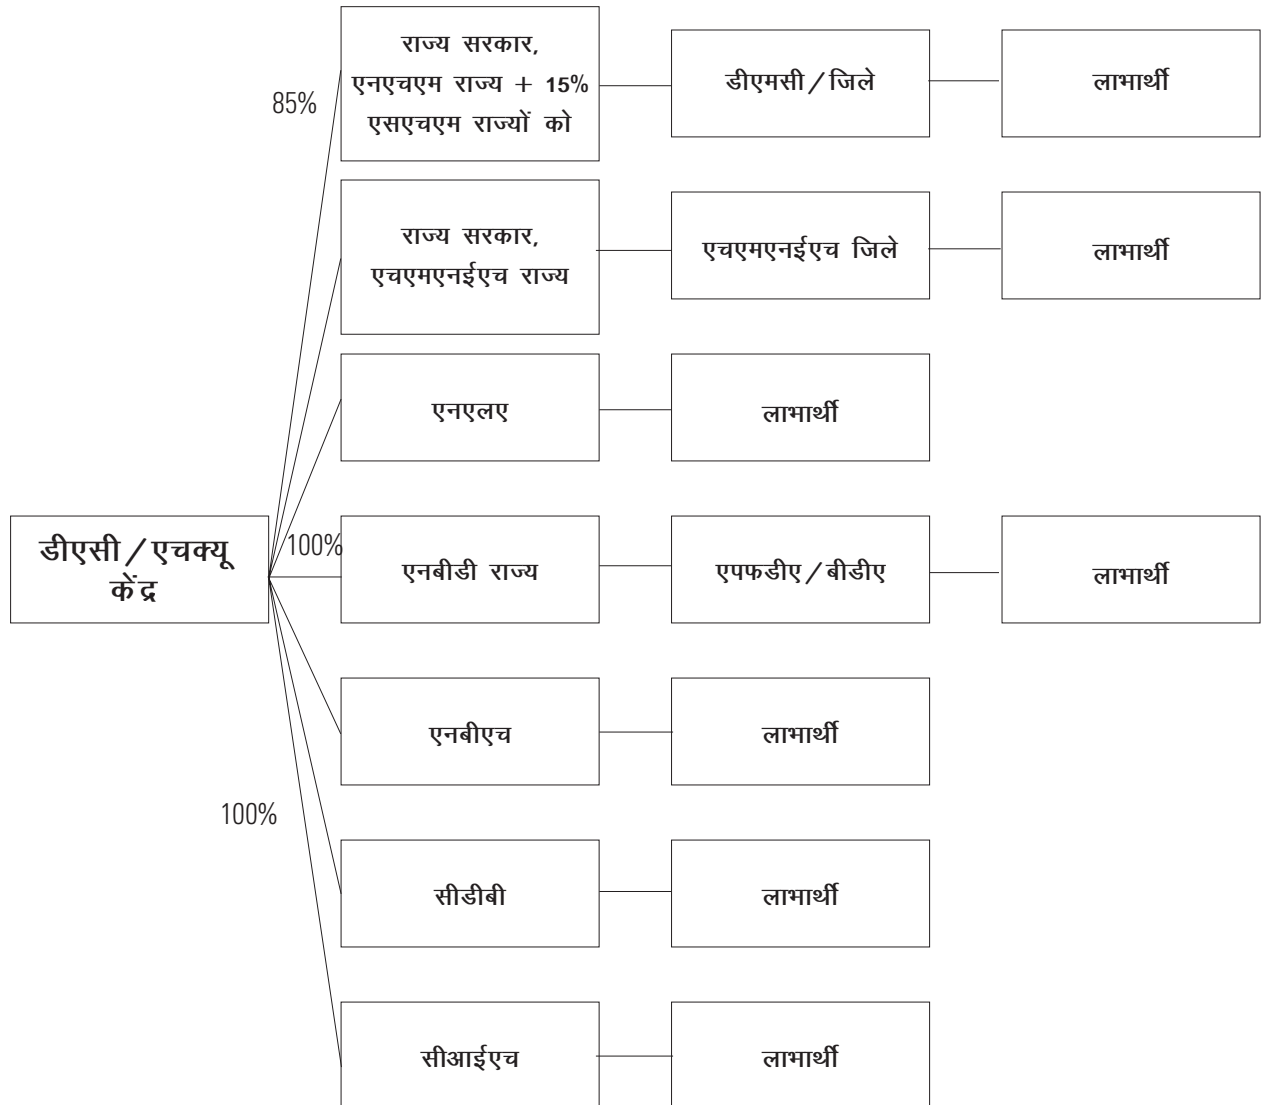 राज्य सरकार,
एनएचएम राज्य + 15%
एसएचएम राज्यों को
डीएमसी/जिले
लाभार्थी
85%
राज्य सरकार,
एचएमएनईएच राज्य
एचएमएनईएच जिले
लाभार्थी
एनएलए
लाभार्थी
डीएसी/एचक्यू
केंद्र
100%
एनबीडी राज्य
एपफडीए/बीडीए
लाभार्थी
एनबीएच
लाभार्थी
100%
सीडीबी
लाभार्थी
सीआईएच
लाभार्थी